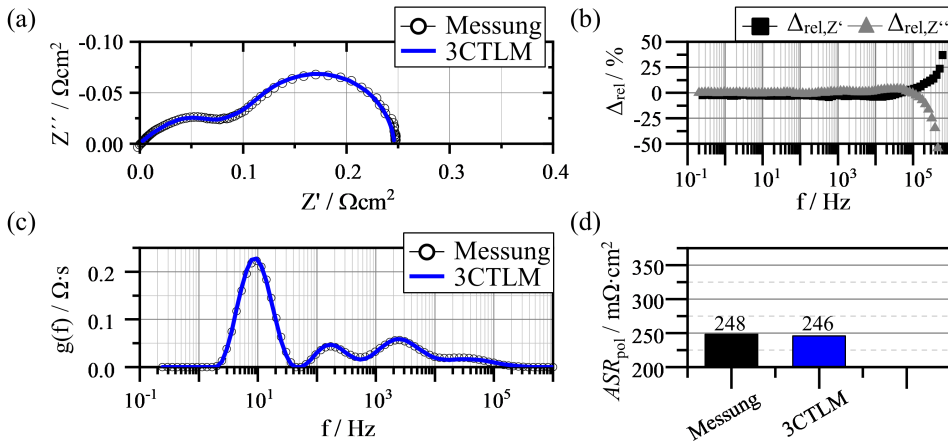 (a)
Messung
3CTLM
-0.10
-0.05
0.00
Z´´ / Ωcm²
0.0 0.1 0.2 0.3 0.4
Z' / Ωcm²
(b)
Δrel,Z‘ Δrel,Z‘‘
50
25
0
-25
-50
Δrel / %
10⁻¹ 10¹ 10³ 10⁵
f / Hz
(c)
Messung
3CTLM
0.2
0.1
0.0
g(f) / Ω·s
10⁻¹ 10¹ 10³ 10⁵
f / Hz
(d)
350
300
250
200
ASRpol / mΩ·cm²
248 246
Messung 3CTLM